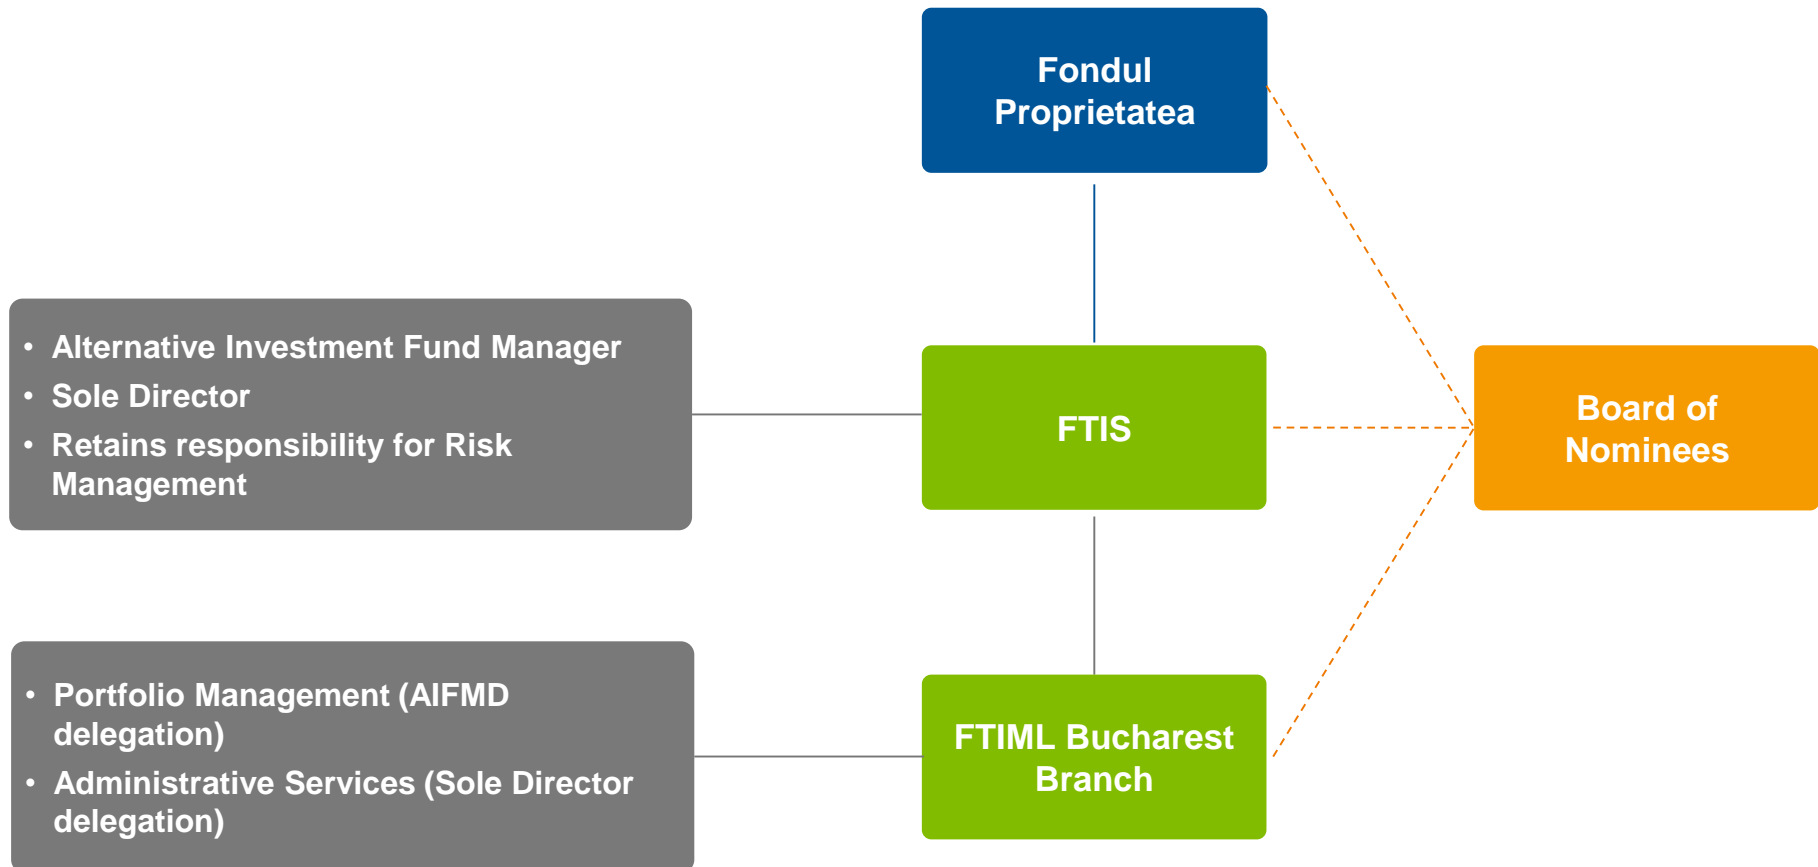 Fondul
Proprietatea
• Alternative Investment Fund Manager
• Sole Director
• Retains responsibility for Risk
Management
FTIS
Board of
Nominees
• Portfolio Management (AIFMD
delegation)
• Administrative Services (Sole Director
delegation)
FTIML Bucharest
Branch